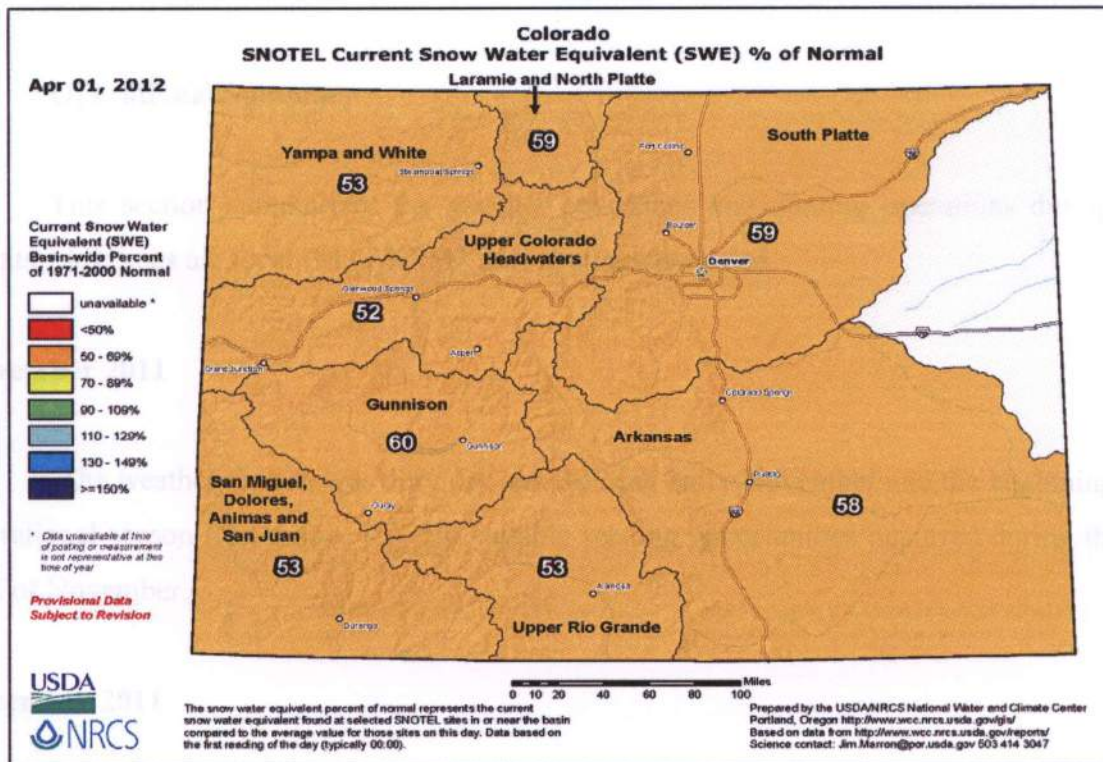 Colorado
SNOTEL Current Snow Water Equivalent (SWE) % of Normal
Apr 01, 2012
Laramie and North Platte
59
South Platte
Yampa and White
Fort Collins
Steamboat Springs
53
Current Snow Water
Equivalent (SWE)
Basin-wide Percent
of 1971-2000 Normal
Upper Colorado
Headwaters
Boulder
59
Denver
unavailable *
Glenwood Springs
<50%
52
50 - 69%
70 - 89%
Aspen
Grand Junction
90 - 109%
Colorado Springs
110 - 129%
Gunnison
Arkansas
130 - 149%
60
Gunnison
>=150%
San Miguel,
Dolores,
Animas and
San Juan
Pueblo
58
Ouray
* Data unavailable at time
of posting or measurement
is not representative at this
time of year
53
53
Alamosa
Provisional Data
Subject to Revision
Durango
Upper Rio Grande
Miles
0 10 20 40 60 80 100
USDA
NRCS
The snow water equivalent percent of normal represents the current
snow water equivalent found at selected SNOTEL sites in or near the basin
compared to the average value for those sites on this day. Data based on
the first reading of the day (typically 00:00).
Prepared by the USDA/NRCS National Water and Climate Center
Portland, Oregon http://www.wcc.nrcs.usda.gov/gis/
Based on data from http://www.wcc.nrcs.usda.gov/reports/
Science contact: Jim.Marron@por.usda.gov 503 414 3047